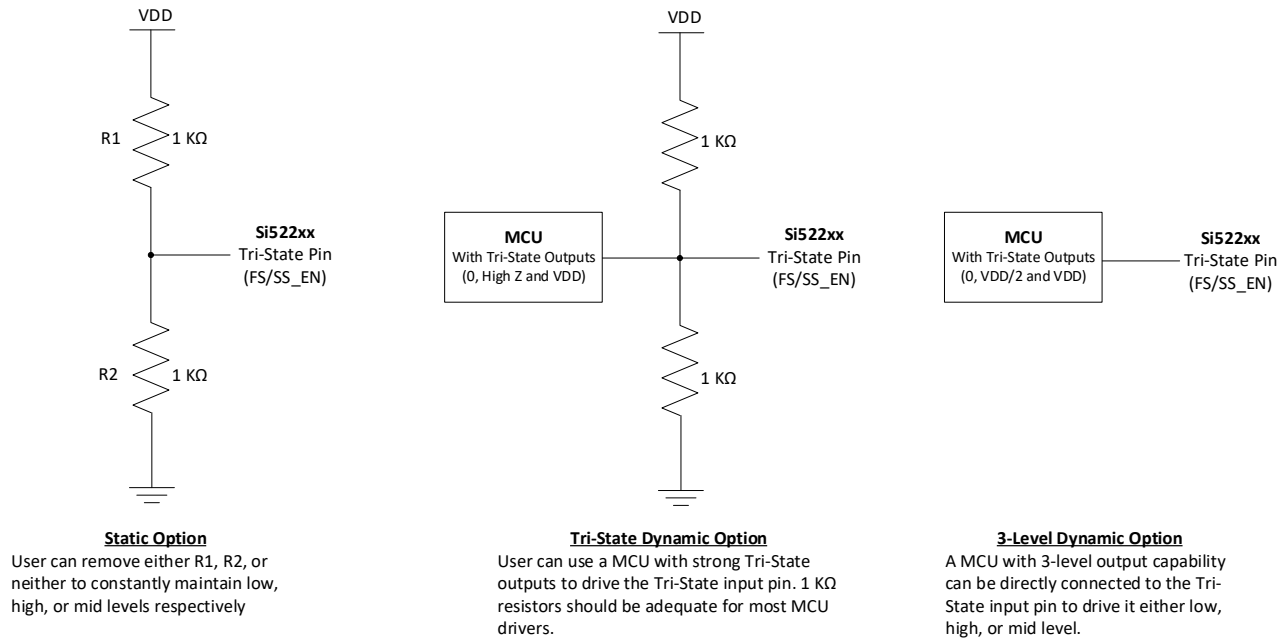 VDD
R1
1 KΩ
Si522xx
Tri-State Pin
(FS/SS_EN)
R2
1 KΩ
Static Option
User can remove either R1, R2, or
neither to constantly maintain low,
high, or mid levels respectively
VDD
1 KΩ
MCU
With Tri-State Outputs
(0, High Z and VDD)
Si522xx
Tri-State Pin
(FS/SS_EN)
1 KΩ
Tri-State Dynamic Option
User can use a MCU with strong Tri-State
outputs to drive the Tri-State input pin. 1 KΩ
resistors should be adequate for most MCU
drivers.
MCU
With Tri-State Outputs
(0, VDD/2 and VDD)
Si522xx
Tri-State Pin
(FS/SS_EN)
3-Level Dynamic Option
A MCU with 3-level output capability
can be directly connected to the Tri-
State input pin to drive it either low,
high, or mid level.